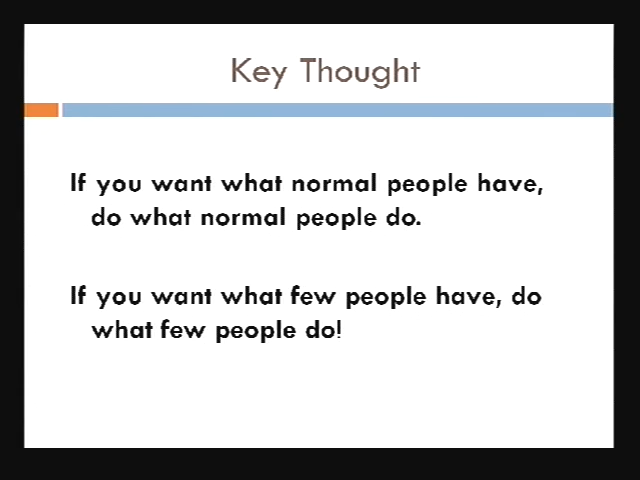 Key Thought
If you want what normal people have,
do what normal people do.
If you want what few people have, do
what few people do!